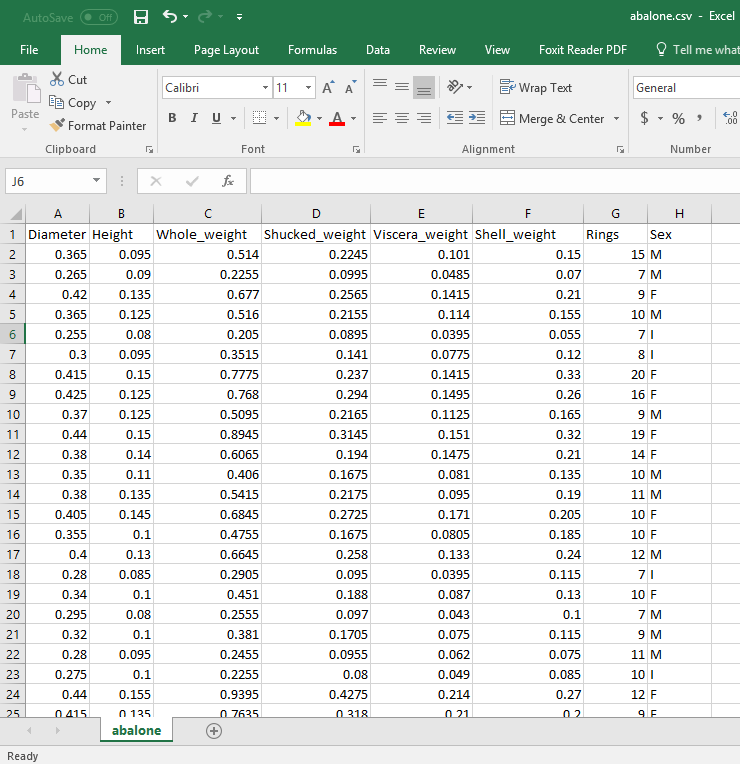 AutoSave Off abalone.csv - Excel
File Home Insert Page Layout Formulas Data Review View Foxit Reader PDF Tell me what
Paste
Cut
Copy
Format Painter
Clipboard
Calibri 11
B I U
Font
Wrap Text
Merge & Center
Alignment
General
$ % ,
Number
J6 fx
A B C D E F G H
1 Diameter Height Whole_weight Shucked_weight Viscera_weight Shell_weight Rings Sex
2 0.365 0.095 0.514 0.2245 0.101 0.15 15 M
3 0.265 0.09 0.2255 0.0995 0.0485 0.07 7 M
4 0.42 0.135 0.677 0.2565 0.1415 0.21 9 F
5 0.365 0.125 0.516 0.2155 0.114 0.155 10 M
6 0.255 0.08 0.205 0.0895 0.0395 0.055 7 I
7 0.3 0.095 0.3515 0.141 0.0775 0.12 8 I
8 0.415 0.15 0.7775 0.237 0.1415 0.33 20 F
9 0.425 0.125 0.768 0.294 0.1495 0.26 16 F
10 0.37 0.125 0.5095 0.2165 0.1125 0.165 9 M
11 0.44 0.15 0.8945 0.3145 0.151 0.32 19 F
12 0.38 0.14 0.6065 0.194 0.1475 0.21 14 F
13 0.35 0.11 0.406 0.1675 0.081 0.135 10 M
14 0.38 0.135 0.5415 0.2175 0.095 0.19 11 M
15 0.405 0.145 0.6845 0.2725 0.171 0.205 10 F
16 0.355 0.1 0.4755 0.1675 0.0805 0.185 10 F
17 0.4 0.13 0.6645 0.258 0.133 0.24 12 M
18 0.28 0.085 0.2905 0.095 0.0395 0.115 7 I
19 0.34 0.1 0.451 0.188 0.087 0.13 10 F
20 0.295 0.08 0.2555 0.097 0.043 0.1 7 M
21 0.32 0.1 0.381 0.1705 0.075 0.115 9 M
22 0.28 0.095 0.2455 0.0955 0.062 0.075 11 M
23 0.275 0.1 0.2255 0.08 0.049 0.085 10 I
24 0.44 0.155 0.9395 0.4275 0.214 0.27 12 F
25 0.415 0.135 0.7635 0.318 0.21 0.2 9 F
abalone
Ready